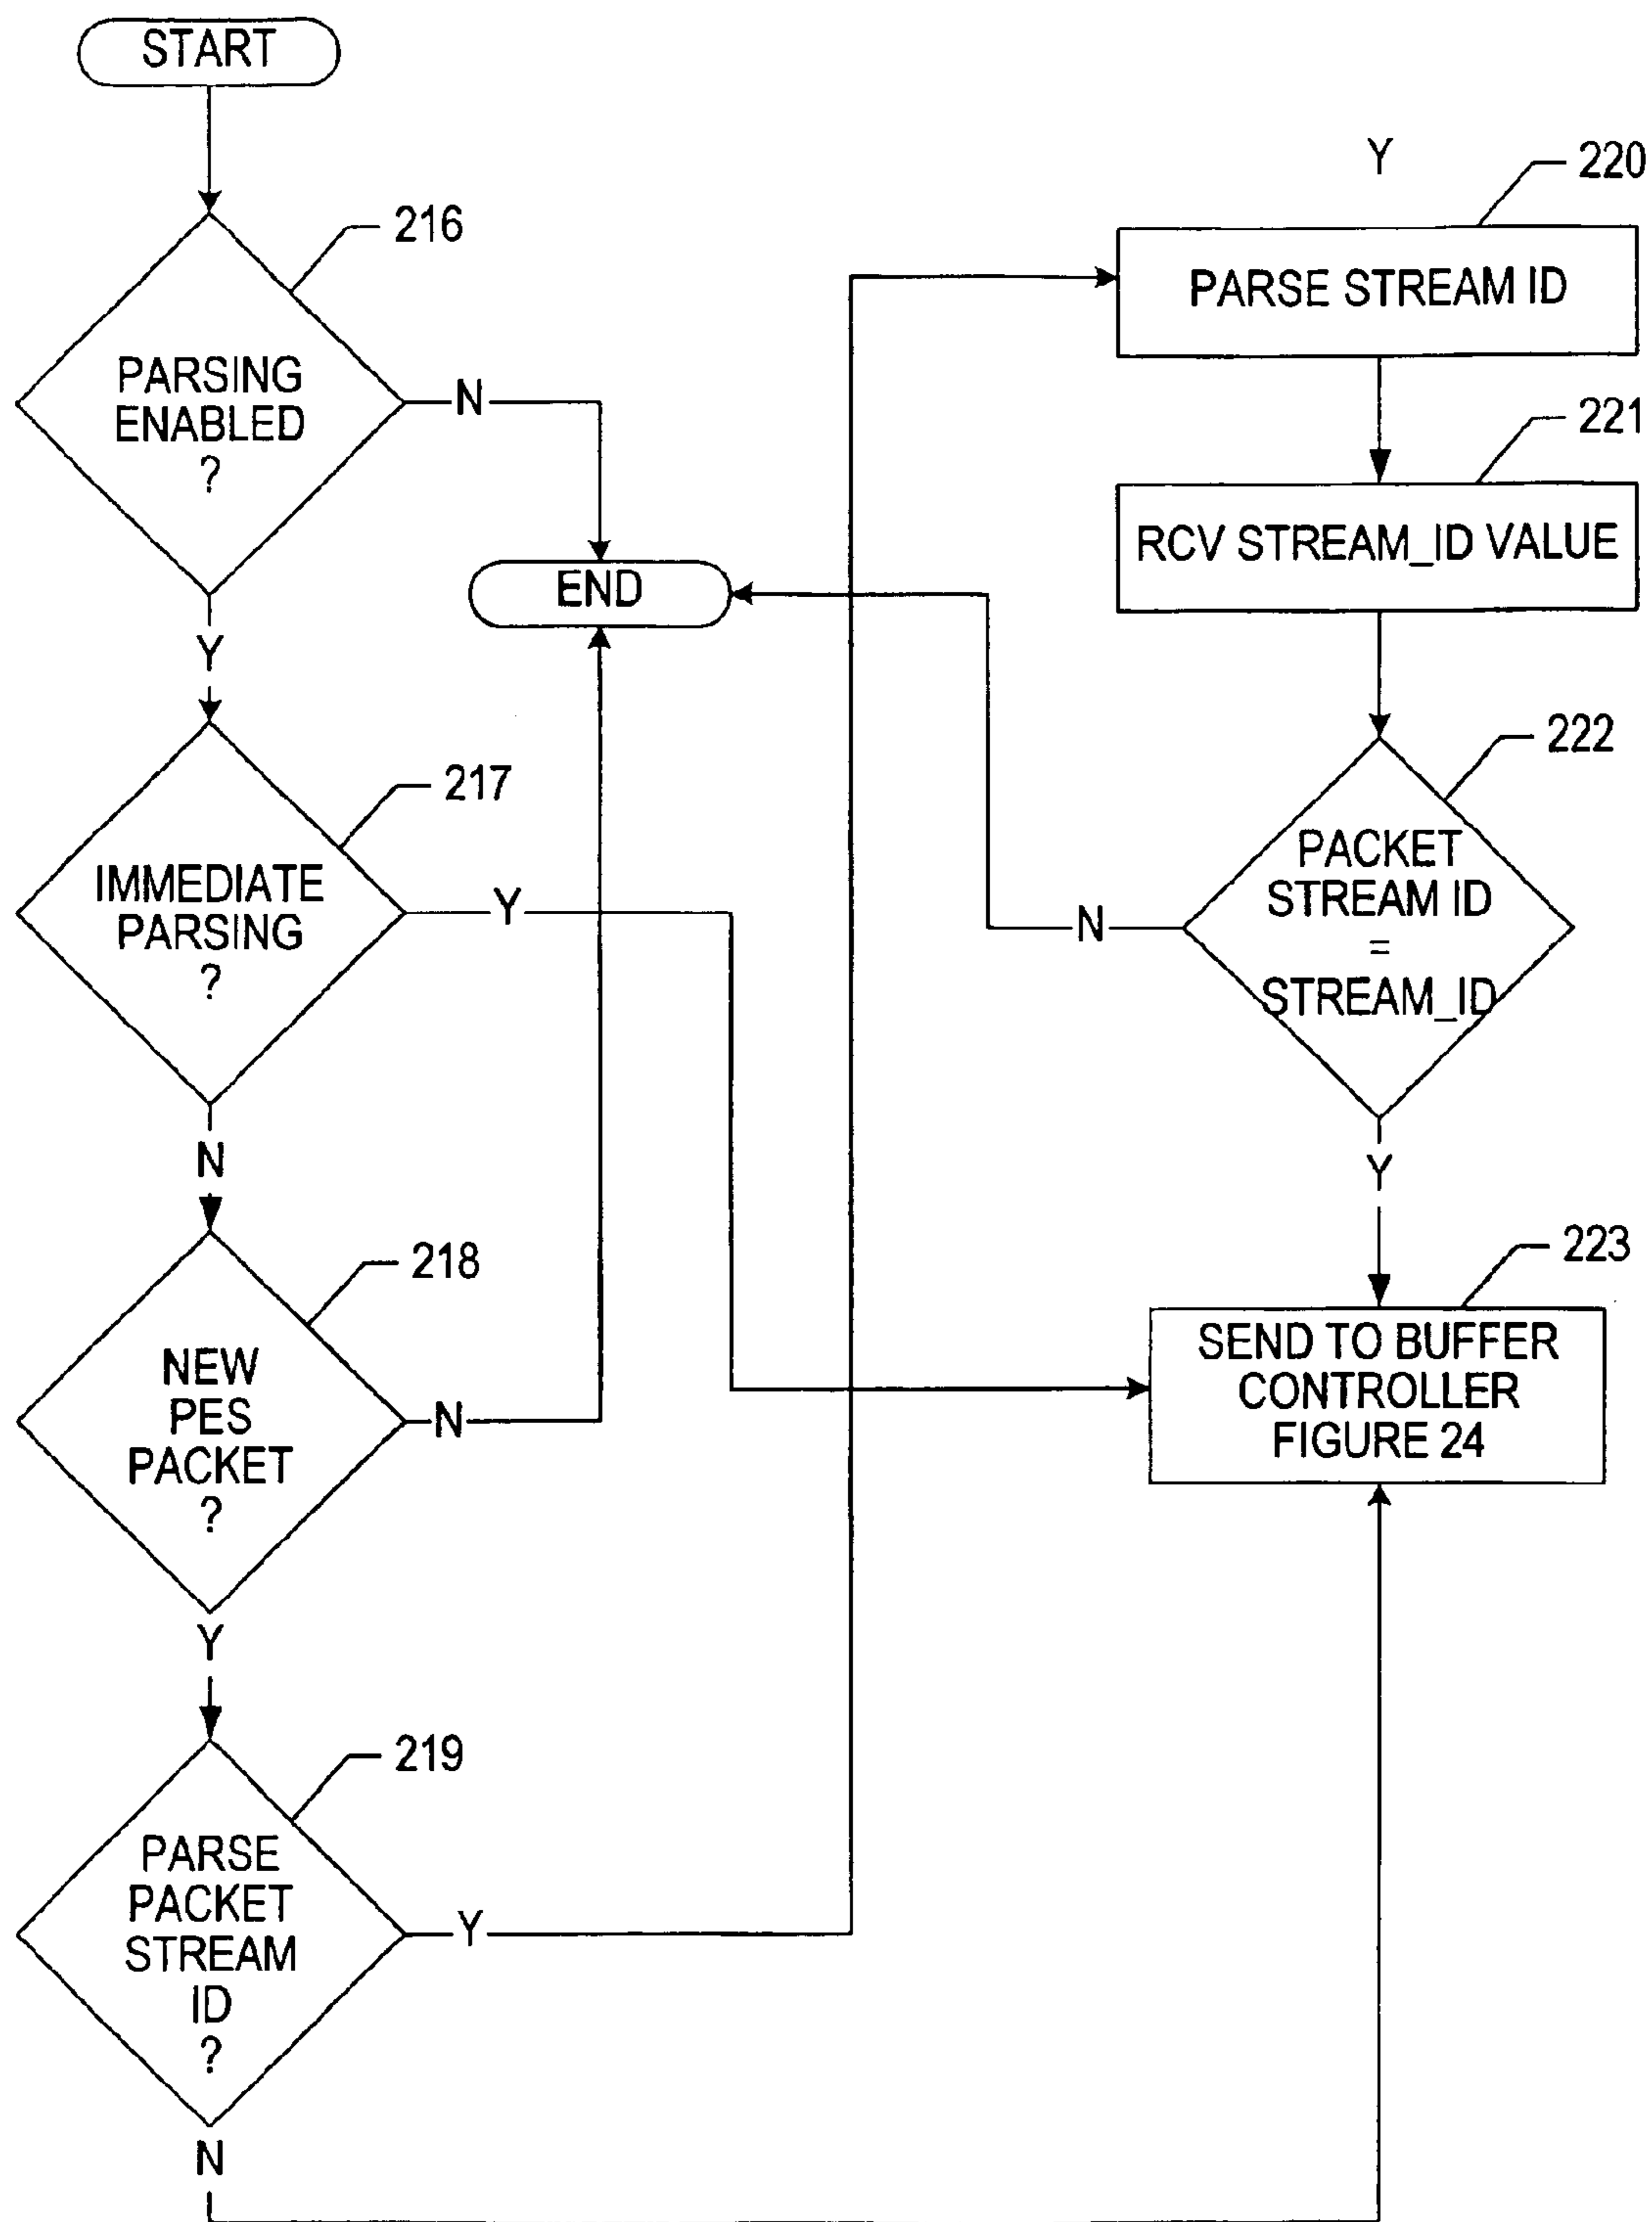 START
216
PARSING
ENABLED
?
N
Y
END
217
IMMEDIATE
PARSING
?
Y
N
218
NEW
PES
PACKET
?
N
Y
219
PARSE
PACKET
STREAM
ID
?
Y
N
Y
220
PARSE STREAM ID
221
RCV STREAM_ID VALUE
222
PACKET
STREAM ID
=
STREAM_ID
N
Y
223
SEND TO BUFFER
CONTROLLER
FIGURE 24